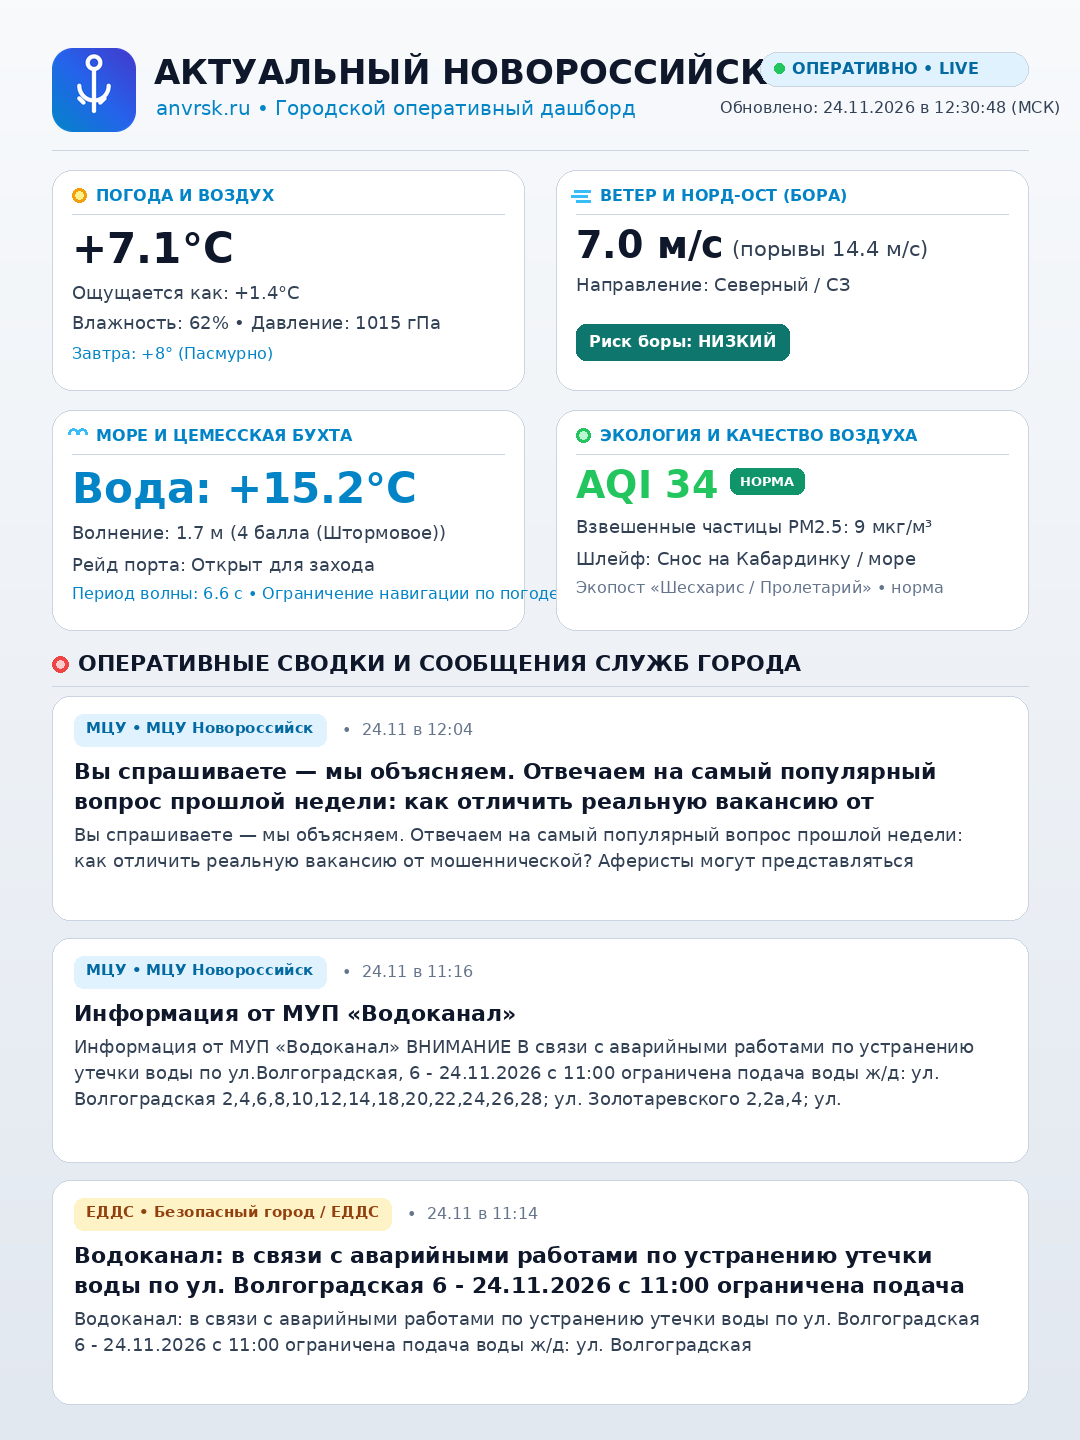 АКТУАЛЬНЫЙ НОВОРОССИЙСК
ОПЕРАТИВНО • LIVE
anvrsk.ru • Городской оперативный дашборд
Обновлено: 24.11.2026 в 12:30:48 (МСК)
ПОГОДА И ВОЗДУХ
+7.1°C
Ощущается как: +1.4°C
Влажность: 62% • Давление: 1015 гПа
Завтра: +8° (Пасмурно)
ВЕТЕР И НОРД-ОСТ (БОРА)
7.0 м/с (порывы 14.4 м/с)
Направление: Северный / СЗ
Риск боры: НИЗКИЙ
МОРЕ И ЦЕМЕССКАЯ БУХТА
Вода: +15.2°C
Волнение: 1.7 м (4 балла (Штормовое))
Рейд порта: Открыт для захода
Период волны: 6.6 с • Ограничение навигации по погоде
ЭКОЛОГИЯ И КАЧЕСТВО ВОЗДУХА
AQI 34 НОРМА
Взвешенные частицы PM2.5: 9 мкг/м³
Шлейф: Снос на Кабардинку / море
Экопост «Шесхарис / Пролетарий» • норма
ОПЕРАТИВНЫЕ СВОДКИ И СООБЩЕНИЯ СЛУЖБ ГОРОДА
МЦУ • МЦУ Новороссийск • 24.11 в 12:04
Вы спрашиваете — мы объясняем. Отвечаем на самый популярный
вопрос прошлой недели: как отличить реальную вакансию от
Вы спрашиваете — мы объясняем. Отвечаем на самый популярный вопрос прошлой недели:
как отличить реальную вакансию от мошеннической? Аферисты могут представляться
МЦУ • МЦУ Новороссийск • 24.11 в 11:16
Информация от МУП «Водоканал»
Информация от МУП «Водоканал» ВНИМАНИЕ В связи с аварийными работами по устранению
утечки воды по ул.Волгоградская, 6 - 24.11.2026 с 11:00 ограничена подача воды ж/д: ул.
Волгоградская 2,4,6,8,10,12,14,18,20,22,24,26,28; ул. Золотаревского 2,2а,4; ул.
ЕДДС • Безопасный город / ЕДДС • 24.11 в 11:14
Водоканал: в связи с аварийными работами по устранению утечки
воды по ул. Волгоградская 6 - 24.11.2026 с 11:00 ограничена подача
Водоканал: в связи с аварийными работами по устранению утечки воды по ул. Волгоградская
6 - 24.11.2026 с 11:00 ограничена подача воды ж/д: ул. Волгоградская